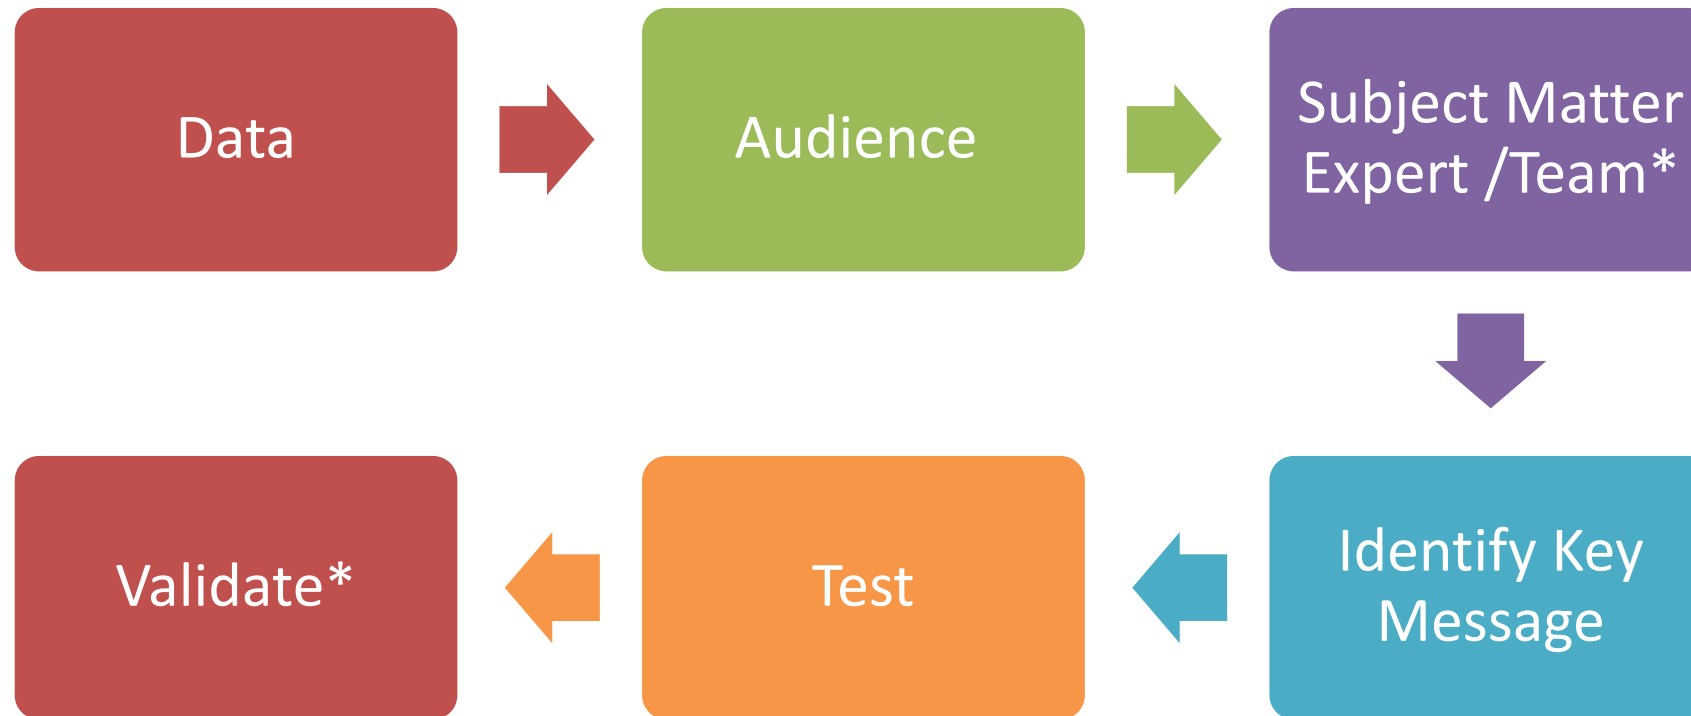 Data
Audience
Subject Matter
Expert /Team*
Identify Key
Message
Test
Validate*